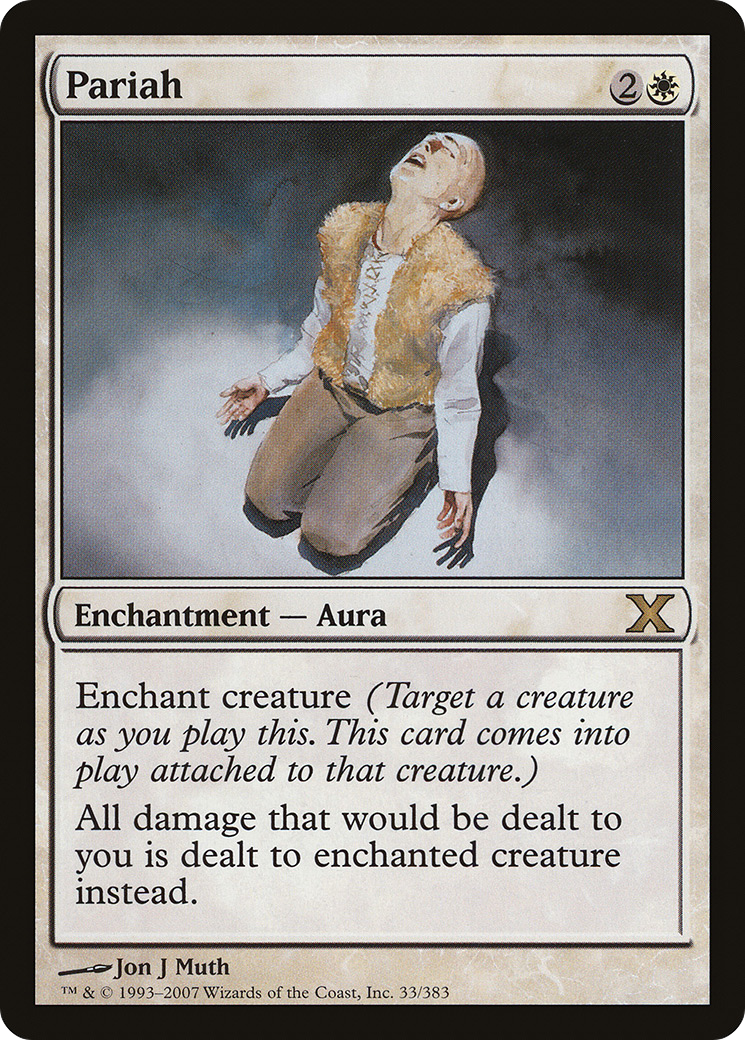 Pariah 2
Enchantment — Aura X
Enchant creature (Target a creature
as you play this. This card comes into
play attached to that creature.)
All damage that would be dealt to
you is dealt to enchanted creature
instead.
Jon J Muth
™ & © 1993–2007 Wizards of the Coast, Inc. 33/383